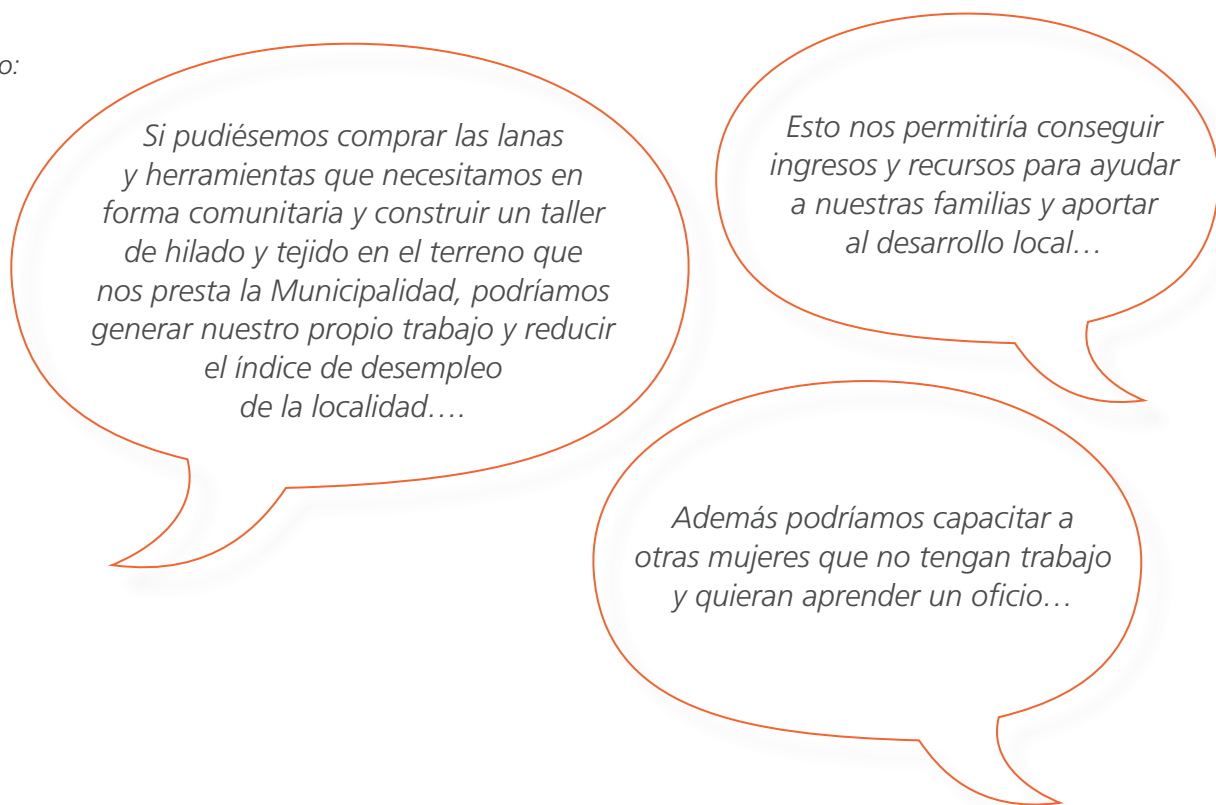 o:
Si pudiésemos comprar las lanas
y herramientas que necesitamos en
forma comunitaria y construir un taller
de hilado y tejido en el terreno que
nos presta la Municipalidad, podríamos
generar nuestro propio trabajo y reducir
el índice de desempleo
de la localidad....
Esto nos permitiría conseguir
ingresos y recursos para ayudar
a nuestras familias y aportar
al desarrollo local...
Además podríamos capacitar a
otras mujeres que no tengan trabajo
y quieran aprender un oficio...